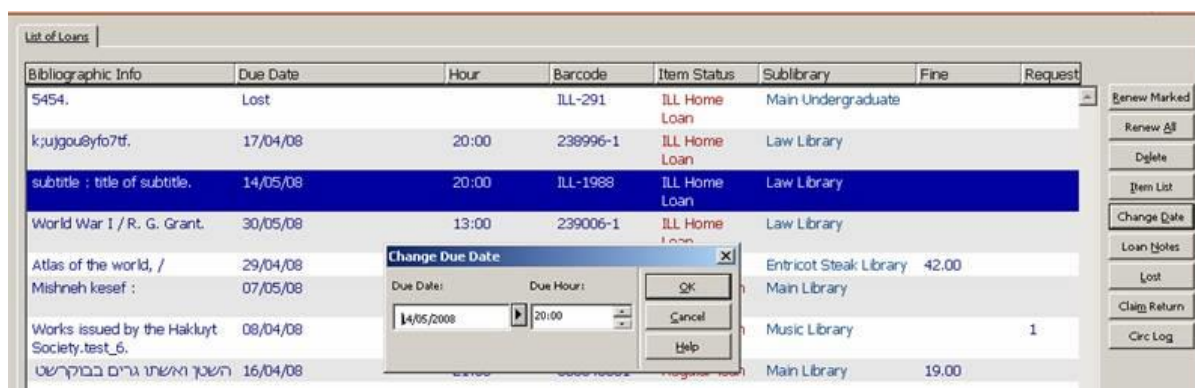 List of Loans
Bibliographic Info Due Date Hour Barcode Item Status Sublibrary Fine Request
5454. Lost ILL-291 ILL Home Main Undergraduate
Loan
k;ujgou8yfo7tf. 17/04/08 20:00 238996-1 ILL Home Law Library
Loan
subtitle : title of subtitle. 14/05/08 20:00 ILL-1988 ILL Home Law Library
Loan
World War I / R. G. Grant. 30/05/08 13:00 239006-1 ILL Home Law Library
Atlas of the world, / 29/04/08 Entricot Steak Library 42.00
Mishneh kesef : 07/05/08 Main Library
Works issued by the Hakluyt 08/04/08 Music Library 1
Society.test_6.
השטן ואשתו גרים בבוקרשט 16/04/08 Main Library 19.00
Change Due Date
Due Date: Due Hour:
14/05/2008 20:00
OK
Cancel
Help
Renew Marked
Renew All
Delete
Item List
Change Date
Loan Notes
Lost
Claim Return
Circ Log